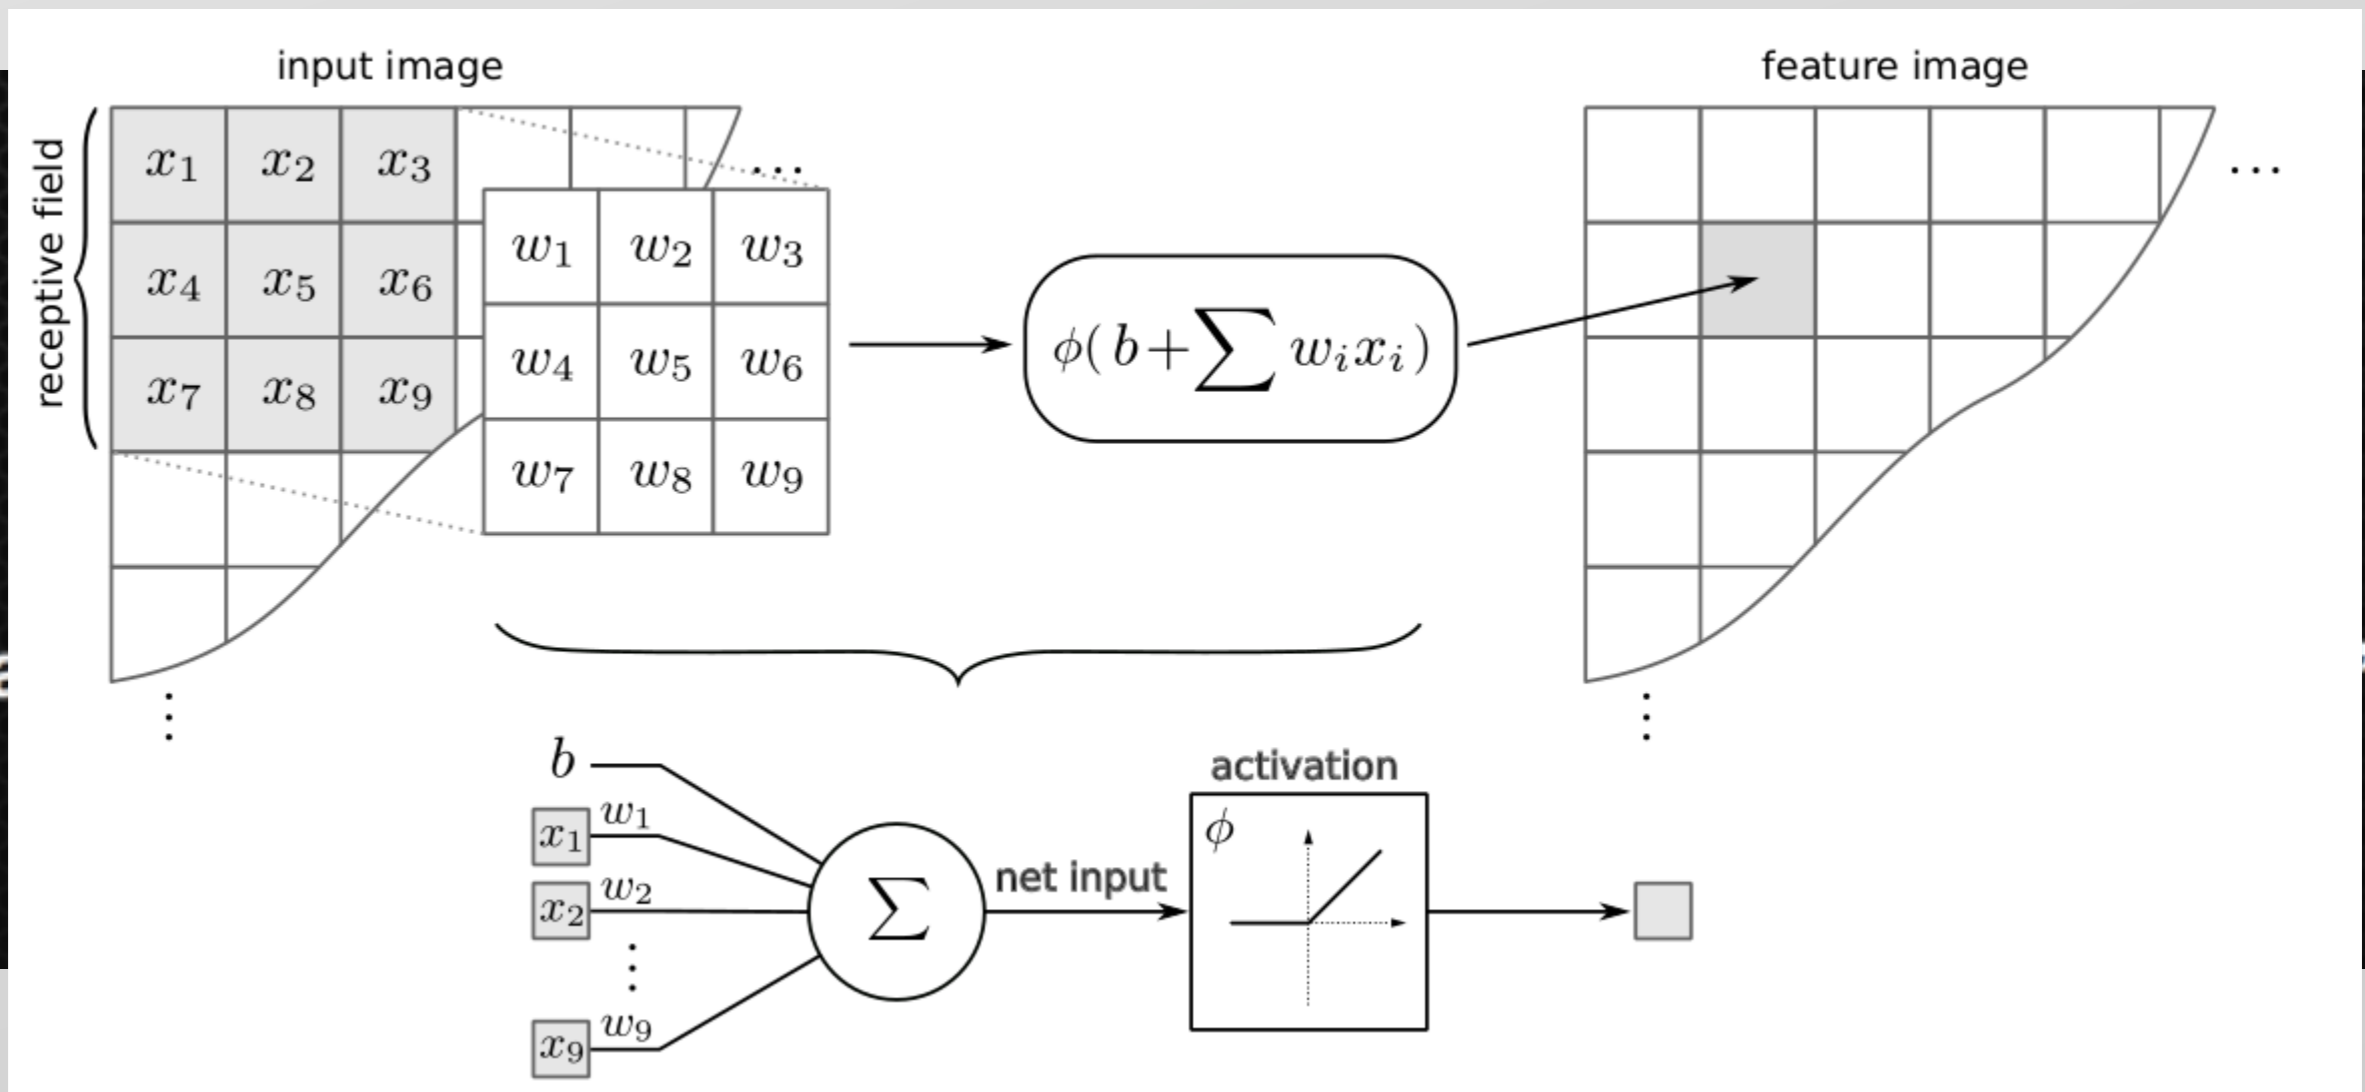 input image
feature image
receptive field
x1 x2 x3
x4 x5 x6
x7 x8 x9
...
w1 w2 w3
w4 w5 w6
w7 w8 w9
ϕ( b + ∑ wixi )
...
⋮
⋮
b
x1 w1
x2 w2
⋮
x9 w9
∑
net input
activation
ϕ